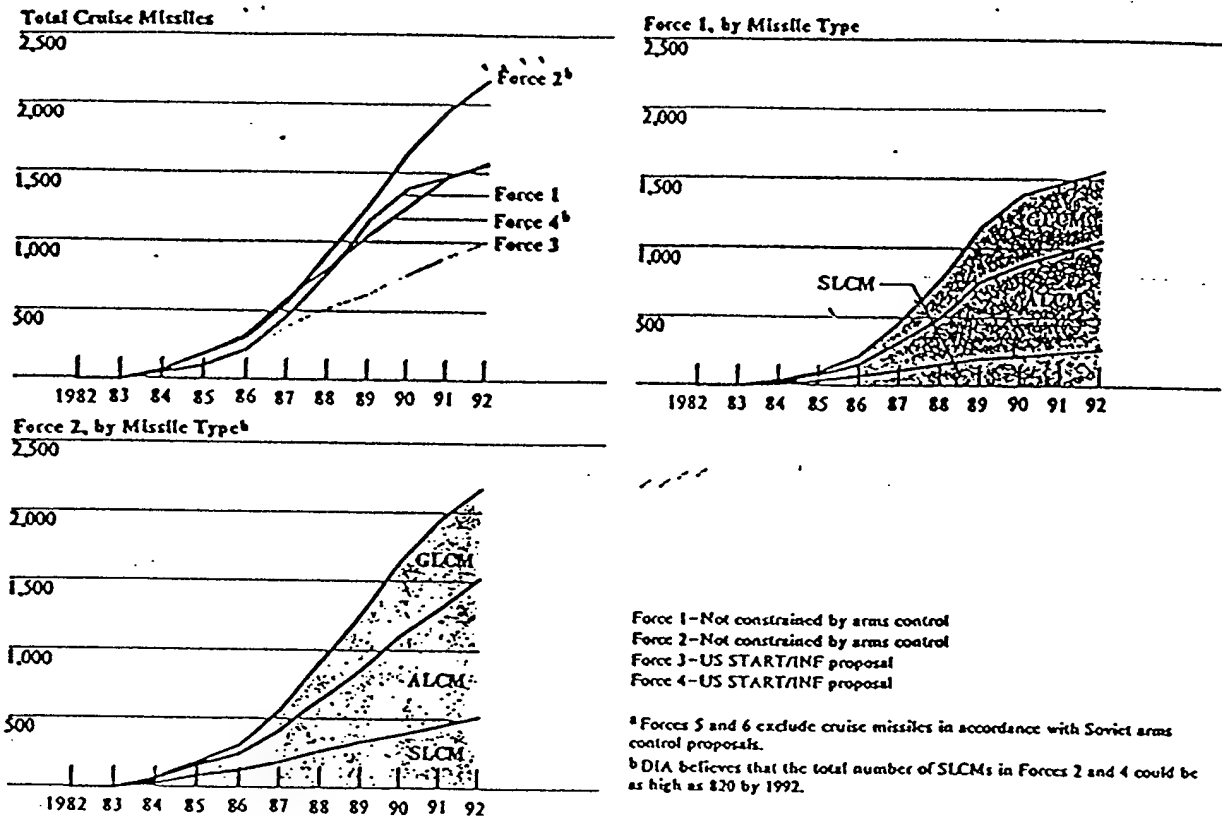 Total Cruise Missiles
2,500
2,000
1,500
1,000
500
Force 2ᵇ
Force 1
Force 4ᵇ
Force 3
1982 83 84 85 86 87 88 89 90 91 92
Force 1, by Missile Type
2,500
2,000
1,500
1,000
500
GLCM
SLCM
ALCM
1982 83 84 85 86 87 88 89 90 91 92
Force 2, by Missile Typeᵇ
2,500
2,000
1,500
1,000
500
GLCM
ALCM
SLCM
1982 83 84 85 86 87 88 89 90 91 92
Force 1–Not constrained by arms control
Force 2–Not constrained by arms control
Force 3–US START/INF proposal
Force 4–US START/INF proposal
ᵃ Forces 5 and 6 exclude cruise missiles in accordance with Soviet arms
control proposals.
ᵇ DIA believes that the total number of SLCMs in Forces 2 and 4 could be
as high as 820 by 1992.